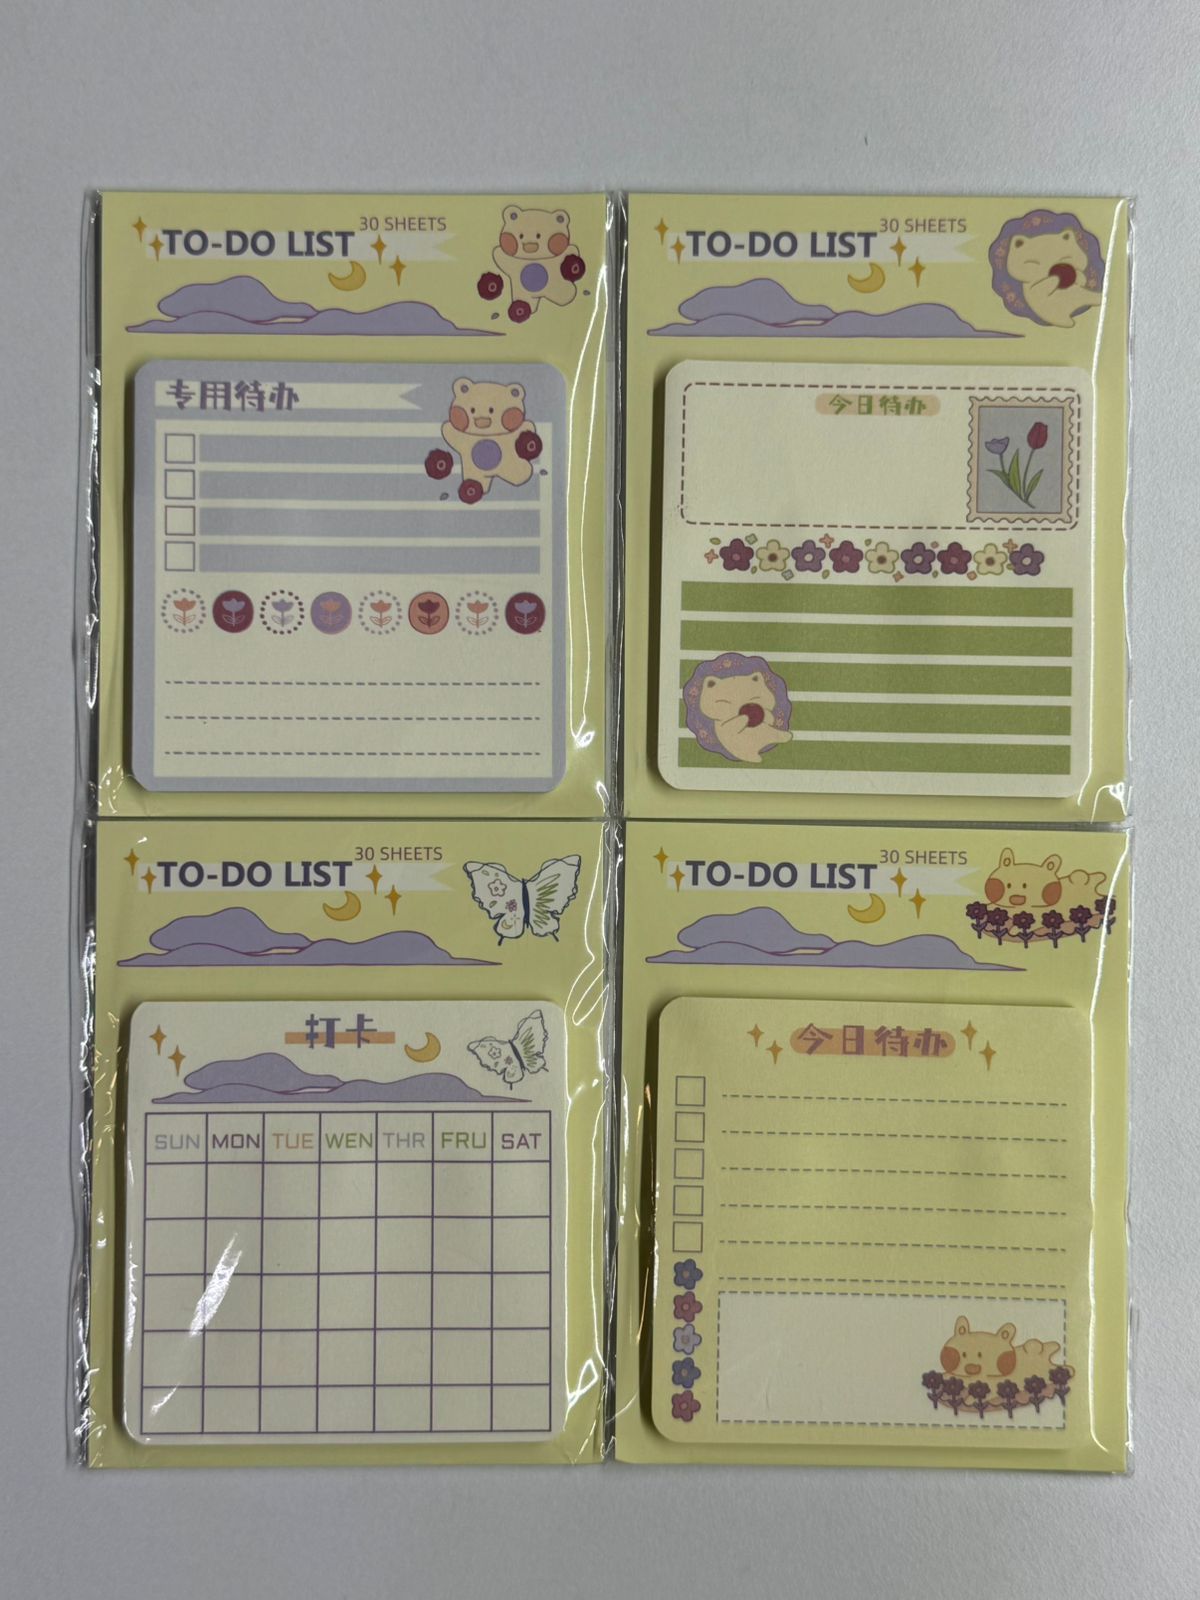 TO-DO LIST 30 SHEETS
专用待办
TO-DO LIST 30 SHEETS
今日待办
TO-DO LIST 30 SHEETS
打卡
SUN MON TUE WEN THR FRU SAT
TO-DO LIST 30 SHEETS
今日待办